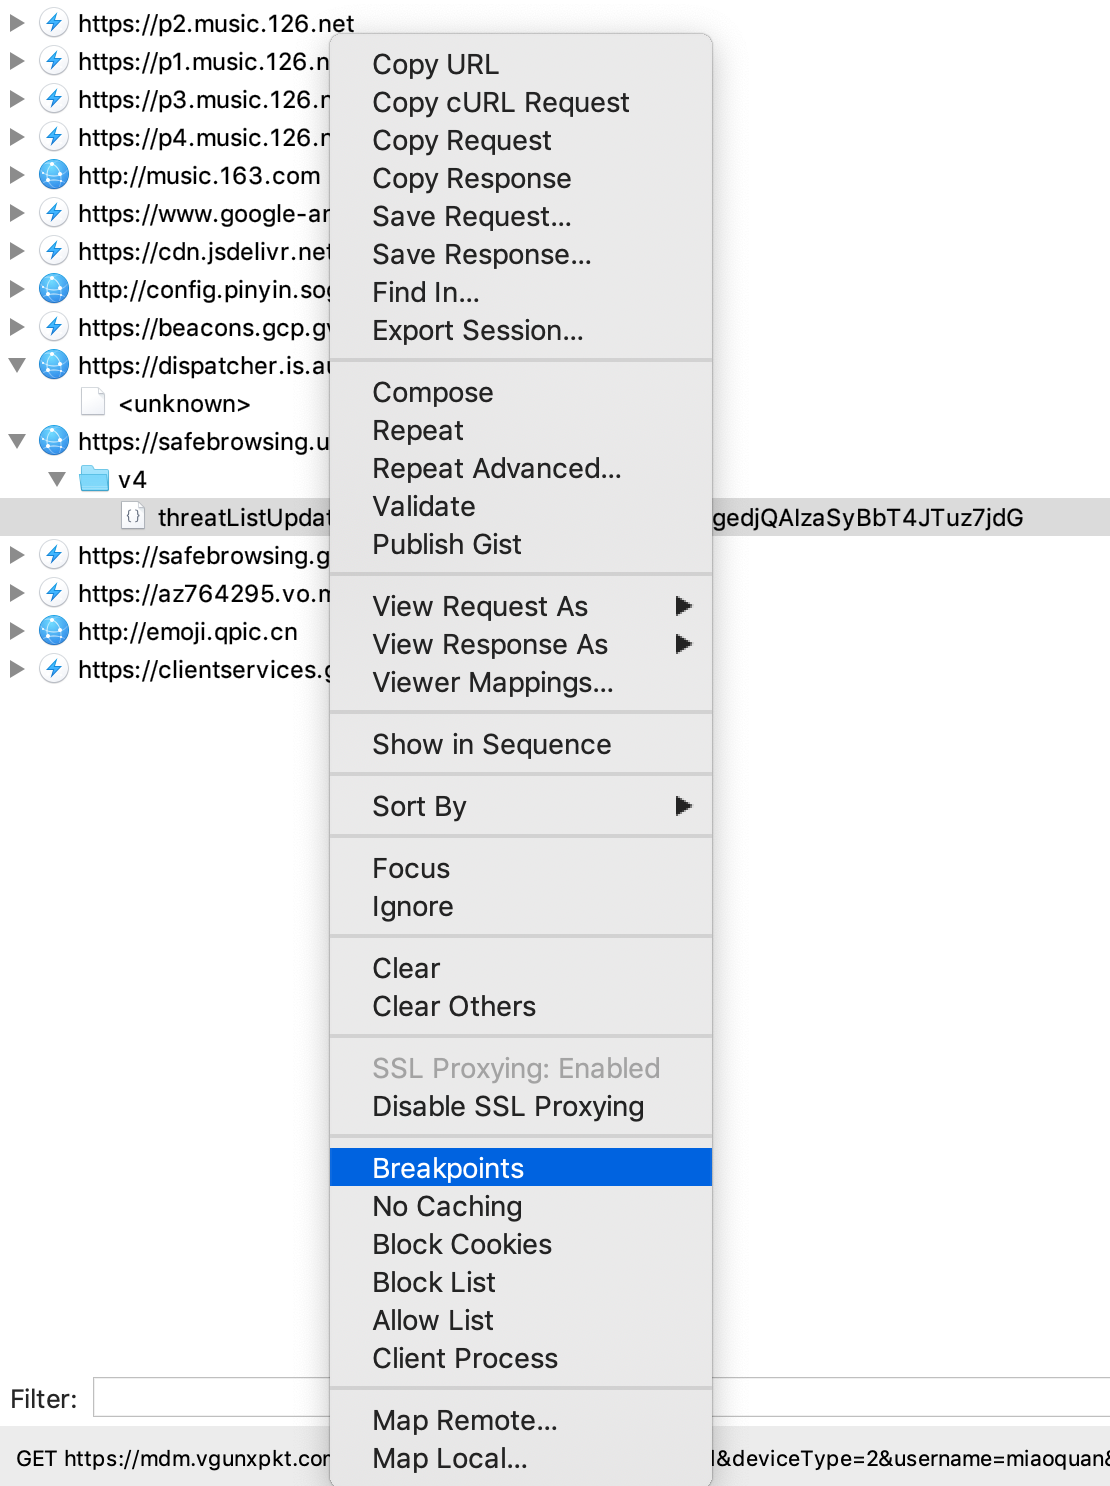 https://p2.music.126.net
https://p1.music.126.n
https://p3.music.126.n
https://p4.music.126.n
http://music.163.com
https://www.google-an
https://cdn.jsdelivr.net
http://config.pinyin.sog
https://beacons.gcp.gv
https://dispatcher.is.au
<unknown>
https://safebrowsing.u
v4
threatListUpdat gedjQAIzaSyBbT4JTuz7jdG
https://safebrowsing.g
https://az764295.vo.m
http://emoji.qpic.cn
https://clientservices.g
Copy URL
Copy cURL Request
Copy Request
Copy Response
Save Request...
Save Response...
Find In...
Export Session...
Compose
Repeat
Repeat Advanced...
Validate
Publish Gist
View Request As
View Response As
Viewer Mappings...
Show in Sequence
Sort By
Focus
Ignore
Clear
Clear Others
SSL Proxying: Enabled
Disable SSL Proxying
Breakpoints
No Caching
Block Cookies
Block List
Allow List
Client Process
Map Remote...
Map Local...
Filter:
GET https://mdm.vgunxpkt.con l&deviceType=2&username=miaoquan&